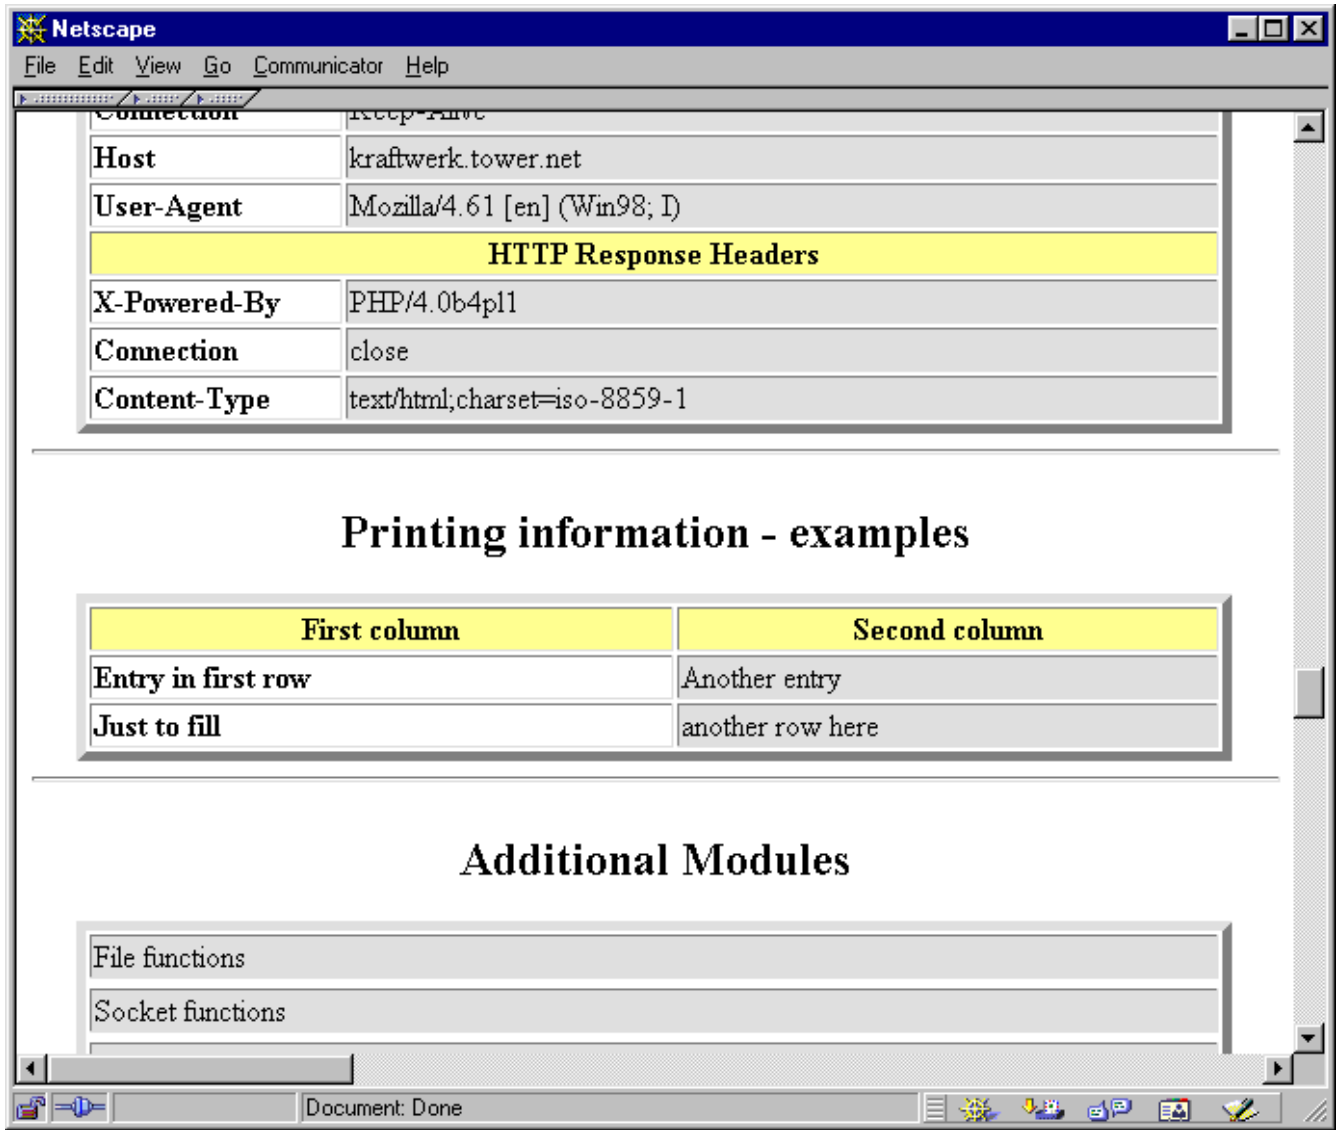 Netscape
File Edit View Go Communicator Help
Connection Keep-Alive
Host kraftwerk.tower.net
User-Agent Mozilla/4.61 [en] (Win98; I)
HTTP Response Headers
X-Powered-By PHP/4.0b4pl1
Connection close
Content-Type text/html;charset=iso-8859-1
Printing information - examples
First column Second column
Entry in first row Another entry
Just to fill another row here
Additional Modules
File functions
Socket functions
Document: Done